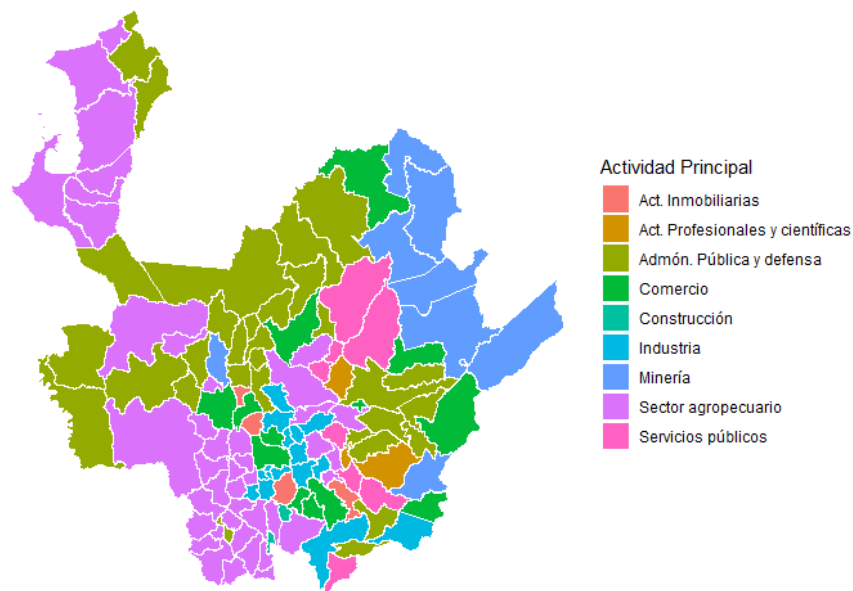 Actividad Principal
Act. Inmobiliarias
Act. Profesionales y científicas
Admón. Pública y defensa
Comercio
Construcción
Industria
Minería
Sector agropecuario
Servicios públicos